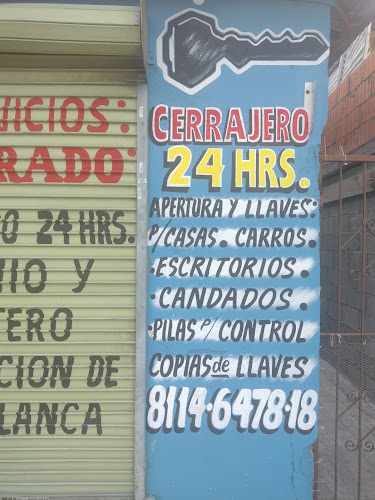 VICIOS:
RADO:
O 24 HRS.
IO Y
TERO
CION DE
LANCA
CERRAJERO
24 HRS.
APERTURA Y LLAVES:
P/CASAS. CARROS.
·ESCRITORIOS.
·CANDADOS.
·PILAS P/ CONTROL
COPIAS de LLAVES
8114·6478·18